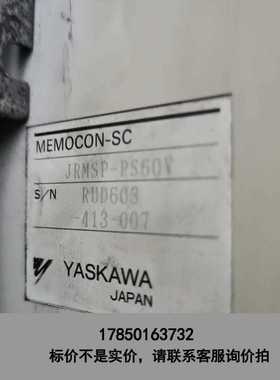 MEMOCON-SC
JRMSP-PS60V
S/N RUD603
-413-007
YASKAWA
JAPAN
17850163732
标价不是实价，请联系客服询价拍